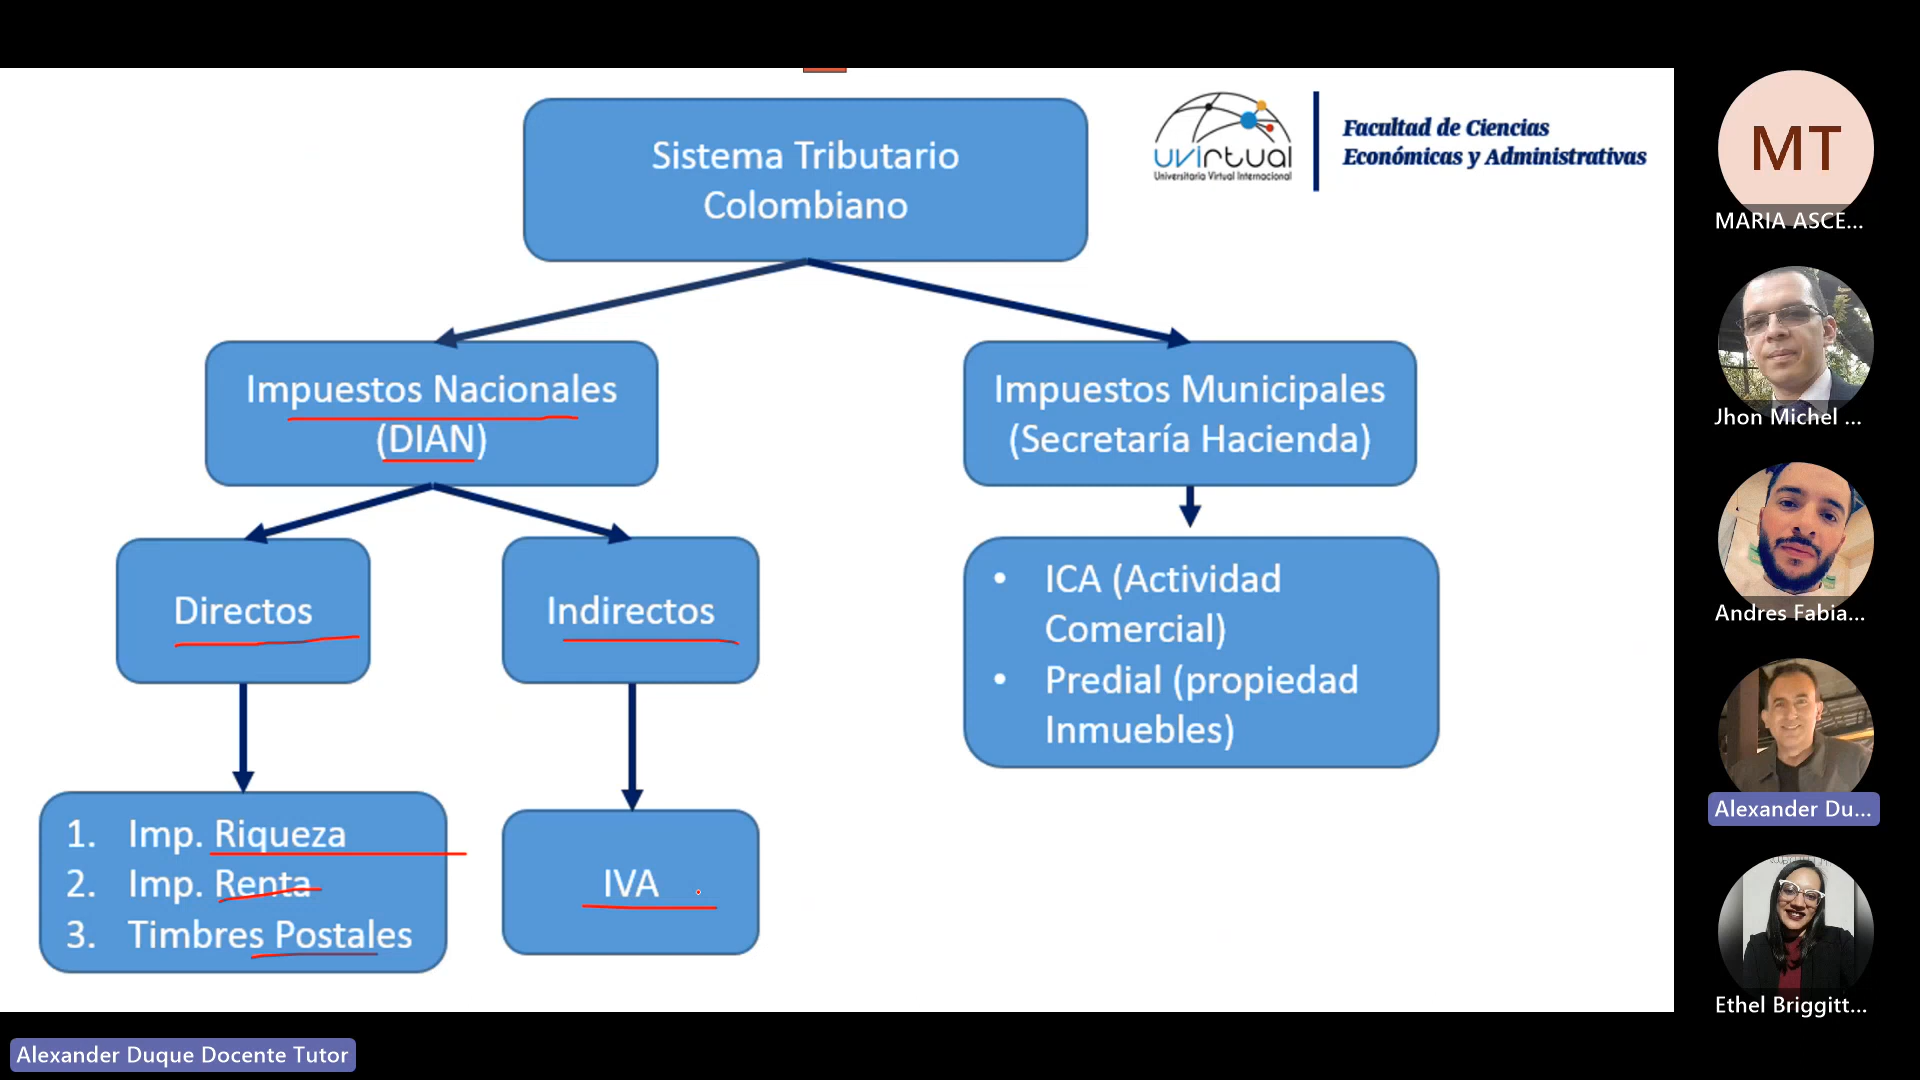 Sistema Tributario
Colombiano
uvirtual
Universitaria Virtual Internacional
Facultad de Ciencias
Económicas y Administrativas
Impuestos Nacionales
(DIAN)
Impuestos Municipales
(Secretaría Hacienda)
Directos
Indirectos
• ICA (Actividad
Comercial)
• Predial (propiedad
Inmuebles)
1. Imp. Riqueza
2. Imp. Renta
3. Timbres Postales
IVA
MT
MARIA ASCE...
Jhon Michel ...
Andres Fabia...
Alexander Du...
Ethel Briggitt...
Alexander Duque Docente Tutor